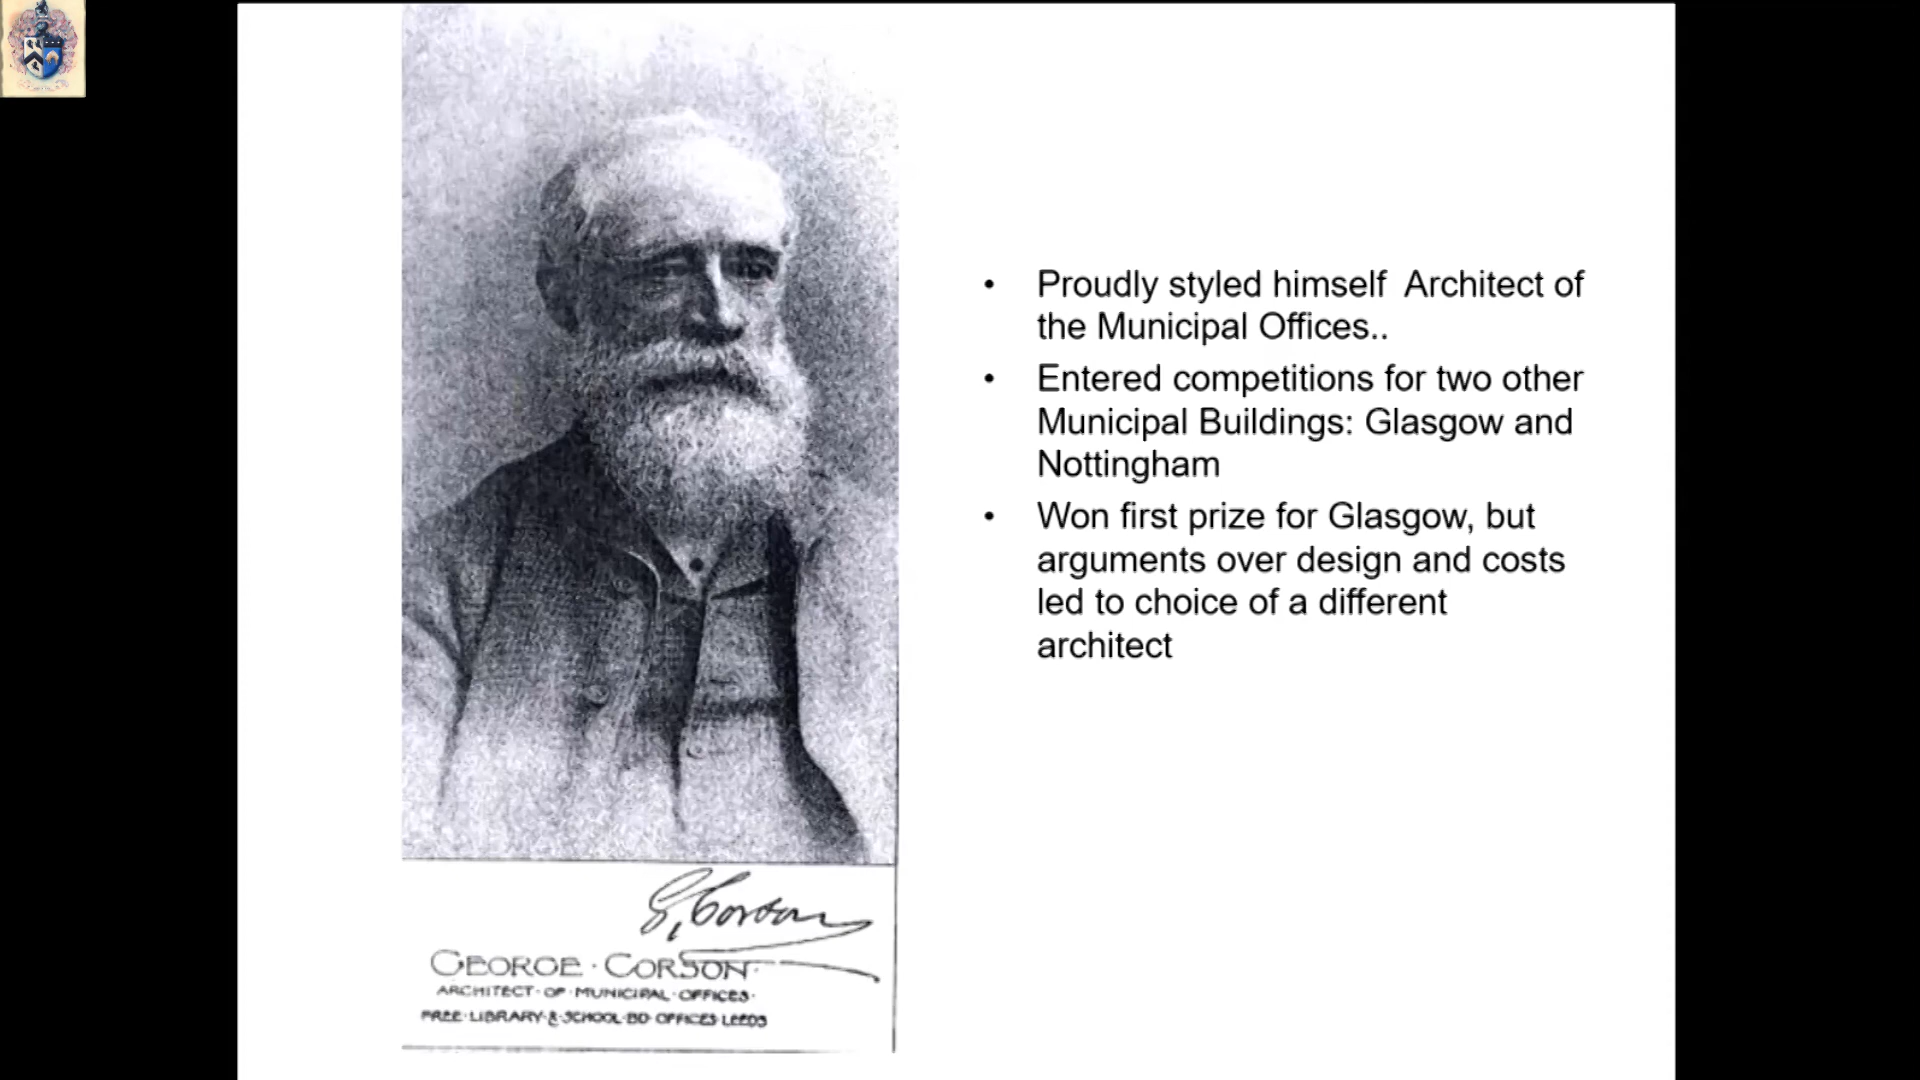 • Proudly styled himself Architect of
the Municipal Offices..
• Entered competitions for two other
Municipal Buildings: Glasgow and
Nottingham
• Won first prize for Glasgow, but
arguments over design and costs
led to choice of a different
architect
G. Corson
GEORGE · CORSON ·
ARCHITECT · OF · MUNICIPAL · OFFICES ·
FREE · LIBRARY · & · SCHOOL · BD · OFFICES · LEEDS